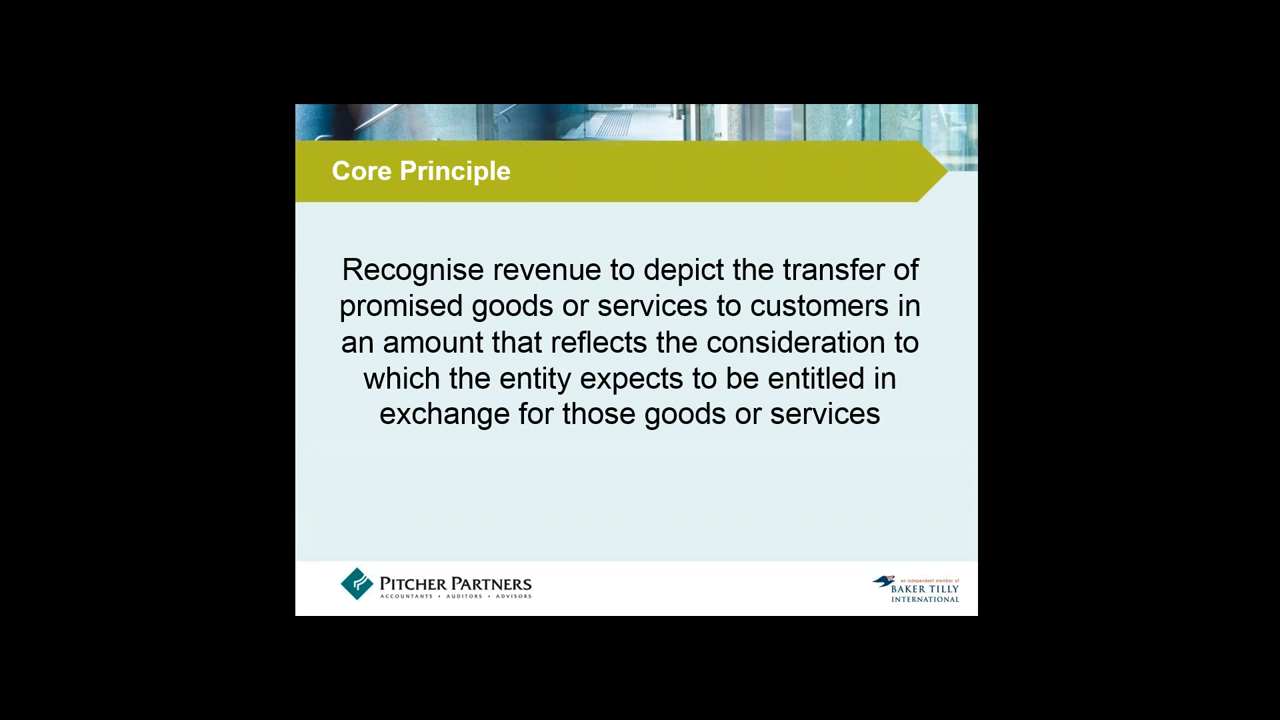 Core Principle
Recognise revenue to depict the transfer of
promised goods or services to customers in
an amount that reflects the consideration to
which the entity expects to be entitled in
exchange for those goods or services
PITCHER PARTNERS
ACCOUNTANTS • AUDITORS • ADVISORS
an independent member of
BAKER TILLY
INTERNATIONAL